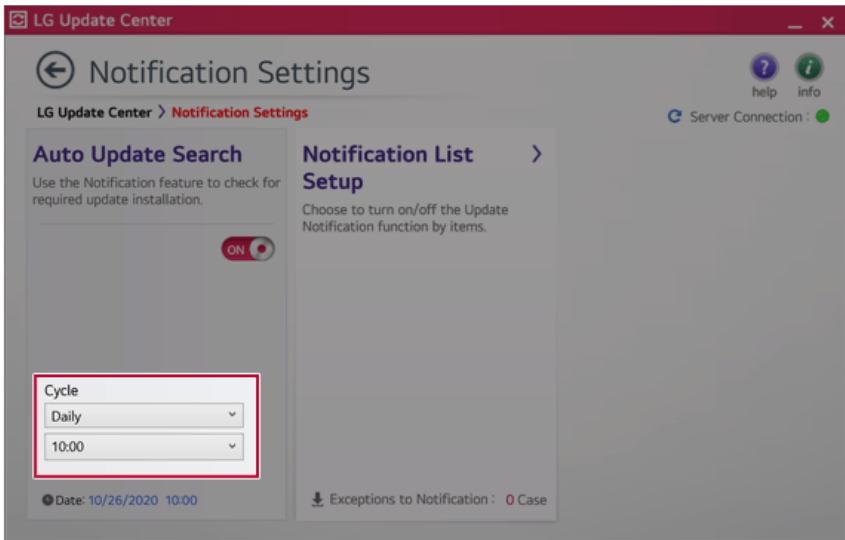 LG Update Center
Notification Settings
help
info
LG Update Center > Notification Settings
Server Connection :
Auto Update Search
Use the Notification feature to check for
required update installation.
ON
Cycle
Daily
10:00
Date: 10/26/2020 10:00
Notification List
Setup
Choose to turn on/off the Update
Notification function by items.
Exceptions to Notification : 0 Case